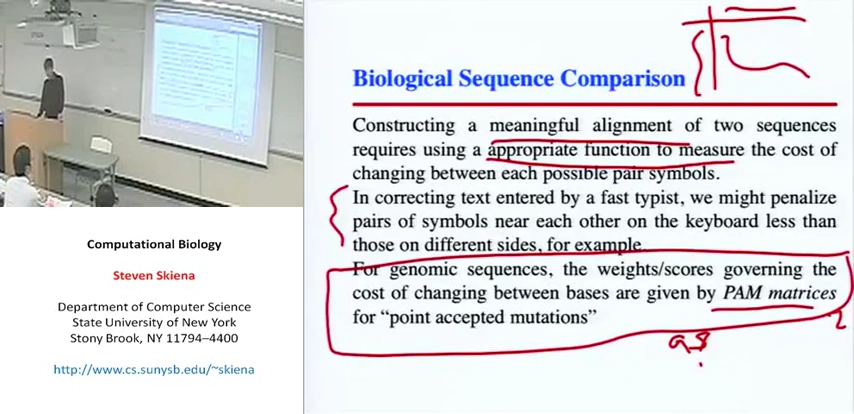 Biological Sequence Comparison
Constructing a meaningful alignment of two sequences
requires using a appropriate function to measure the cost of
changing between each possible pair symbols.
In correcting text entered by a fast typist, we might penalize
pairs of symbols near each other on the keyboard less than
those on different sides, for example.
For genomic sequences, the weights/scores governing the
cost of changing between bases are given by PAM matrices
for “point accepted mutations”
Computational Biology
Steven Skiena
Department of Computer Science
State University of New York
Stony Brook, NY 11794–4400
http://www.cs.sunysb.edu/~skiena